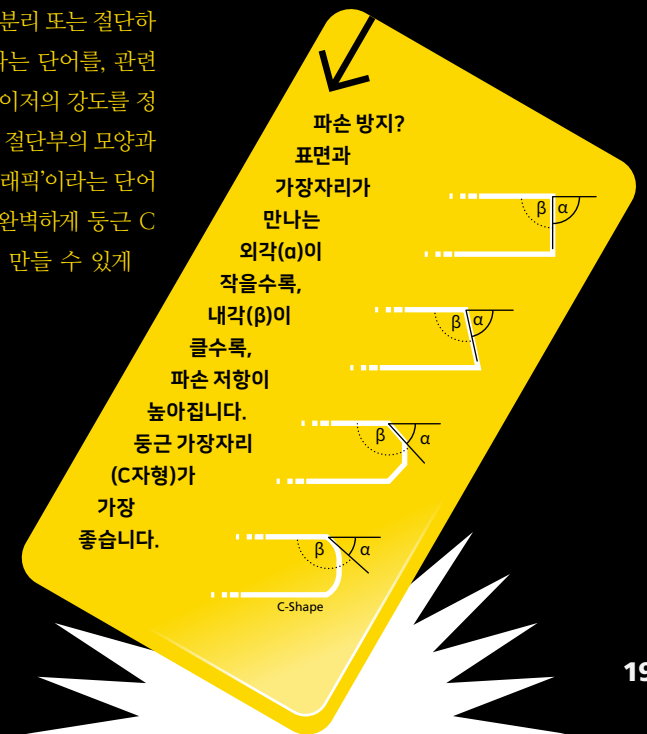 분리 또는 절단하
는 단어를, 관련
이저의 강도를 정
절단부의 모양과
래픽’이라는 단어
완벽하게 둥근 C
만들 수 있게
파손 방지?
표면과
가장자리가
만나는
외각(α)이
작을수록,
내각(β)이
클수록,
파손 저항이
높아집니다.
둥근 가장자리
(C자형)가
가장
좋습니다.
β α
β α
β α
β α
C-Shape
19